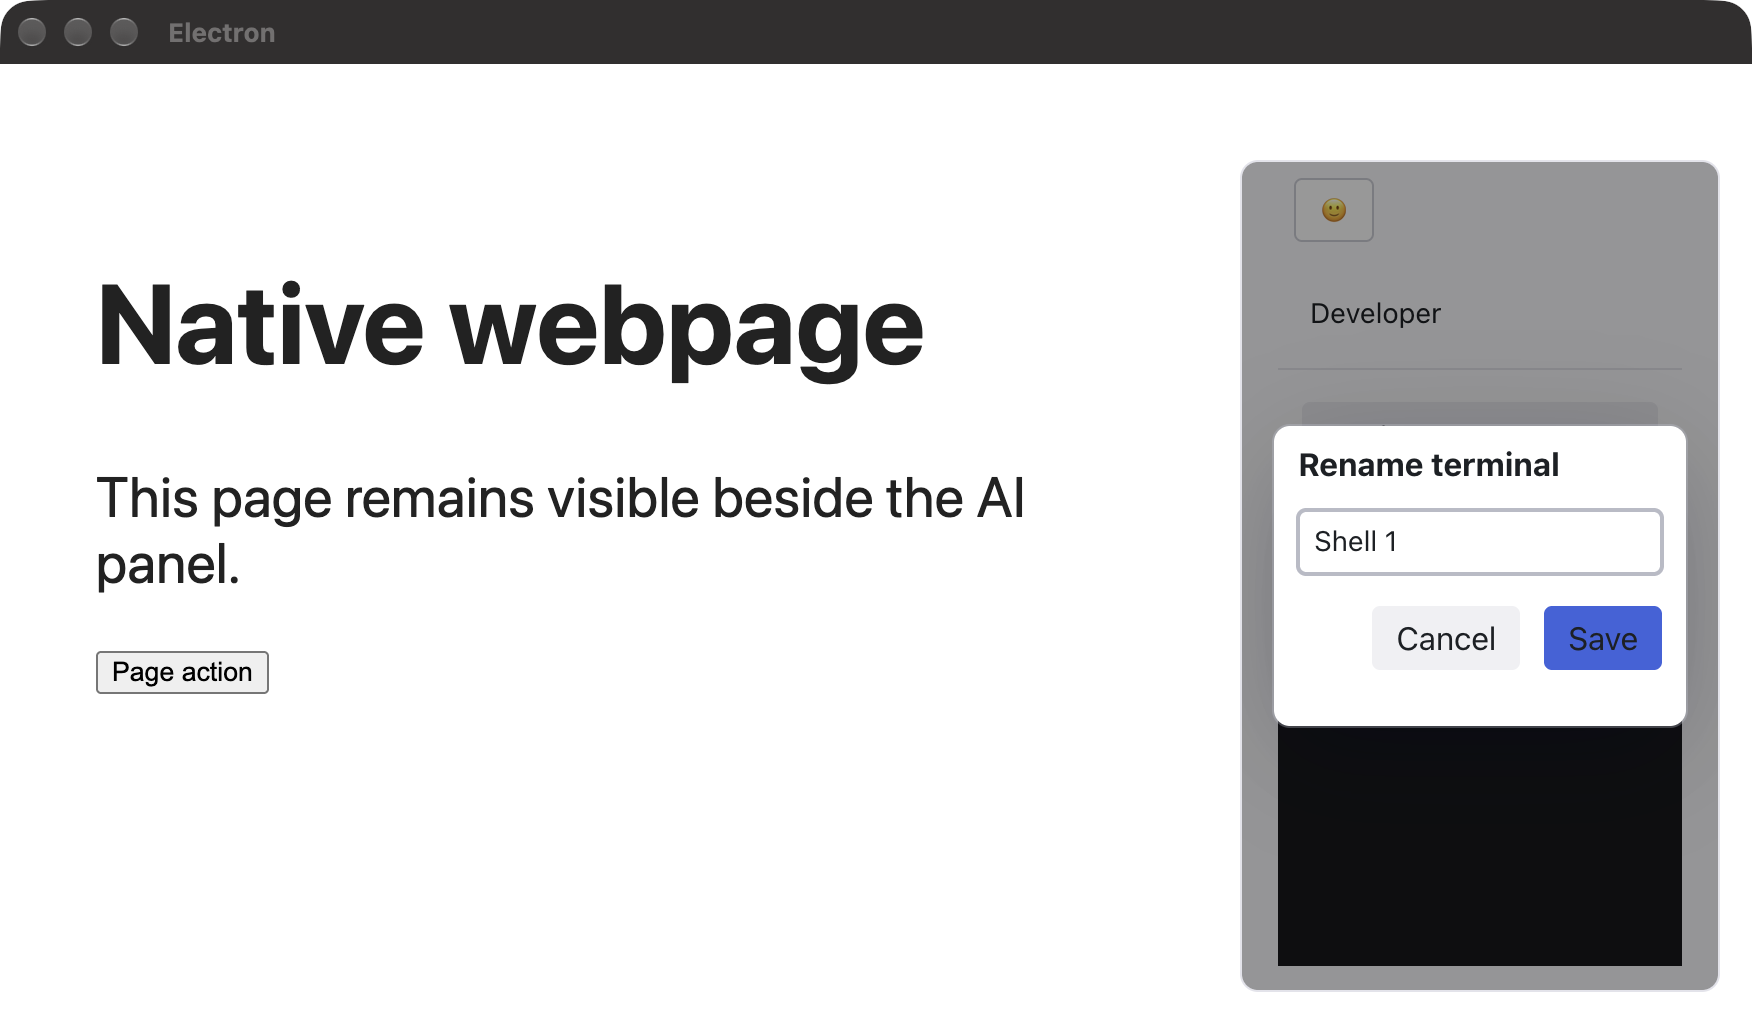 Electron
Native webpage
This page remains visible beside the AI
panel.
Page action
Developer
Rename terminal
Shell 1
Cancel
Save